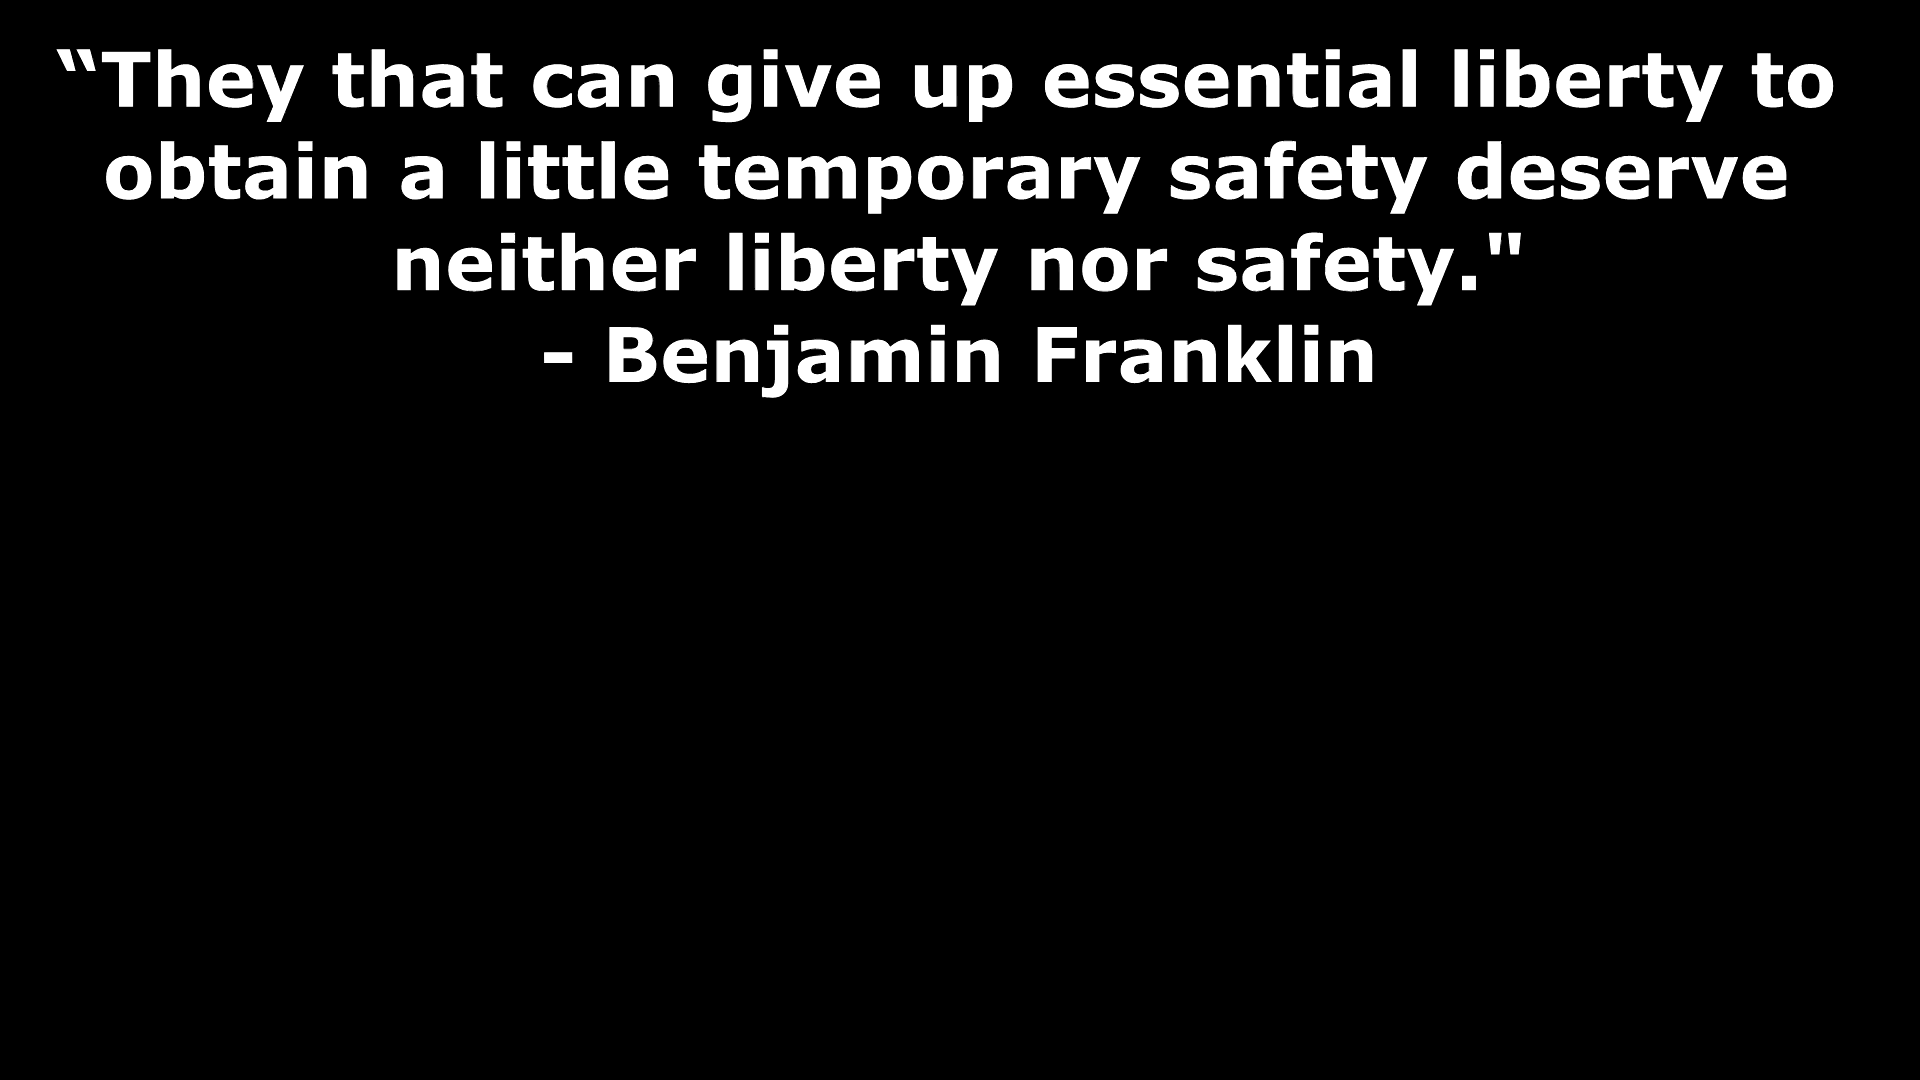 “They that can give up essential liberty to
obtain a little temporary safety deserve
neither liberty nor safety."
- Benjamin Franklin